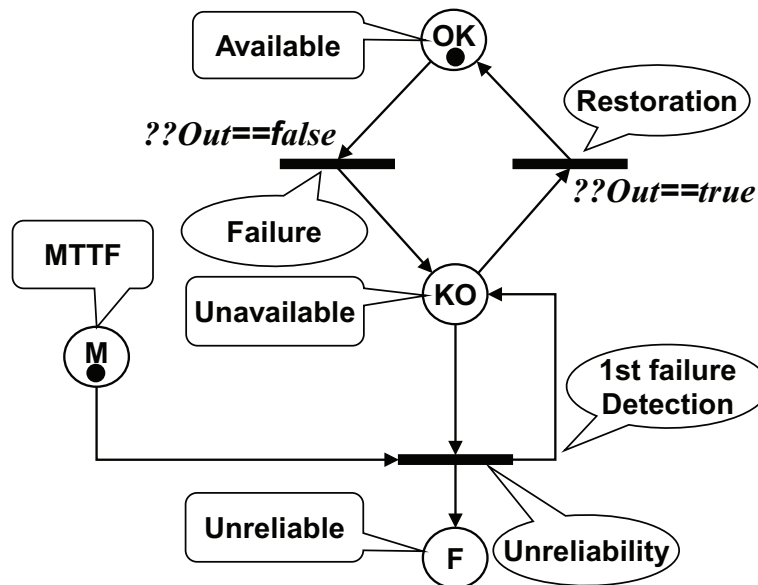 OK
Available
Restoration
??Out==false
??Out==true
Failure
MTTF
KO
Unavailable
M
1st failure
Detection
Unreliable
F
Unreliability